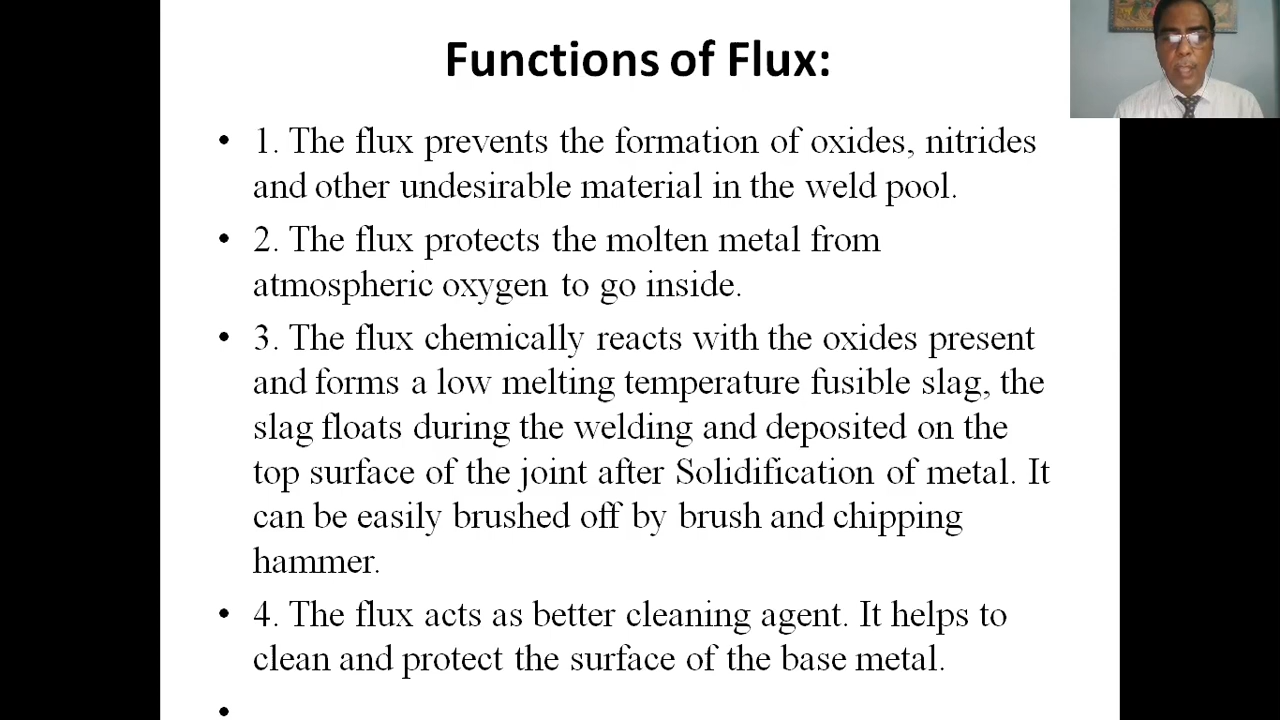 Functions of Flux:
• 1. The flux prevents the formation of oxides, nitrides
and other undesirable material in the weld pool.
• 2. The flux protects the molten metal from
atmospheric oxygen to go inside.
• 3. The flux chemically reacts with the oxides present
and forms a low melting temperature fusible slag, the
slag floats during the welding and deposited on the
top surface of the joint after Solidification of metal. It
can be easily brushed off by brush and chipping
hammer.
• 4. The flux acts as better cleaning agent. It helps to
clean and protect the surface of the base metal.
•